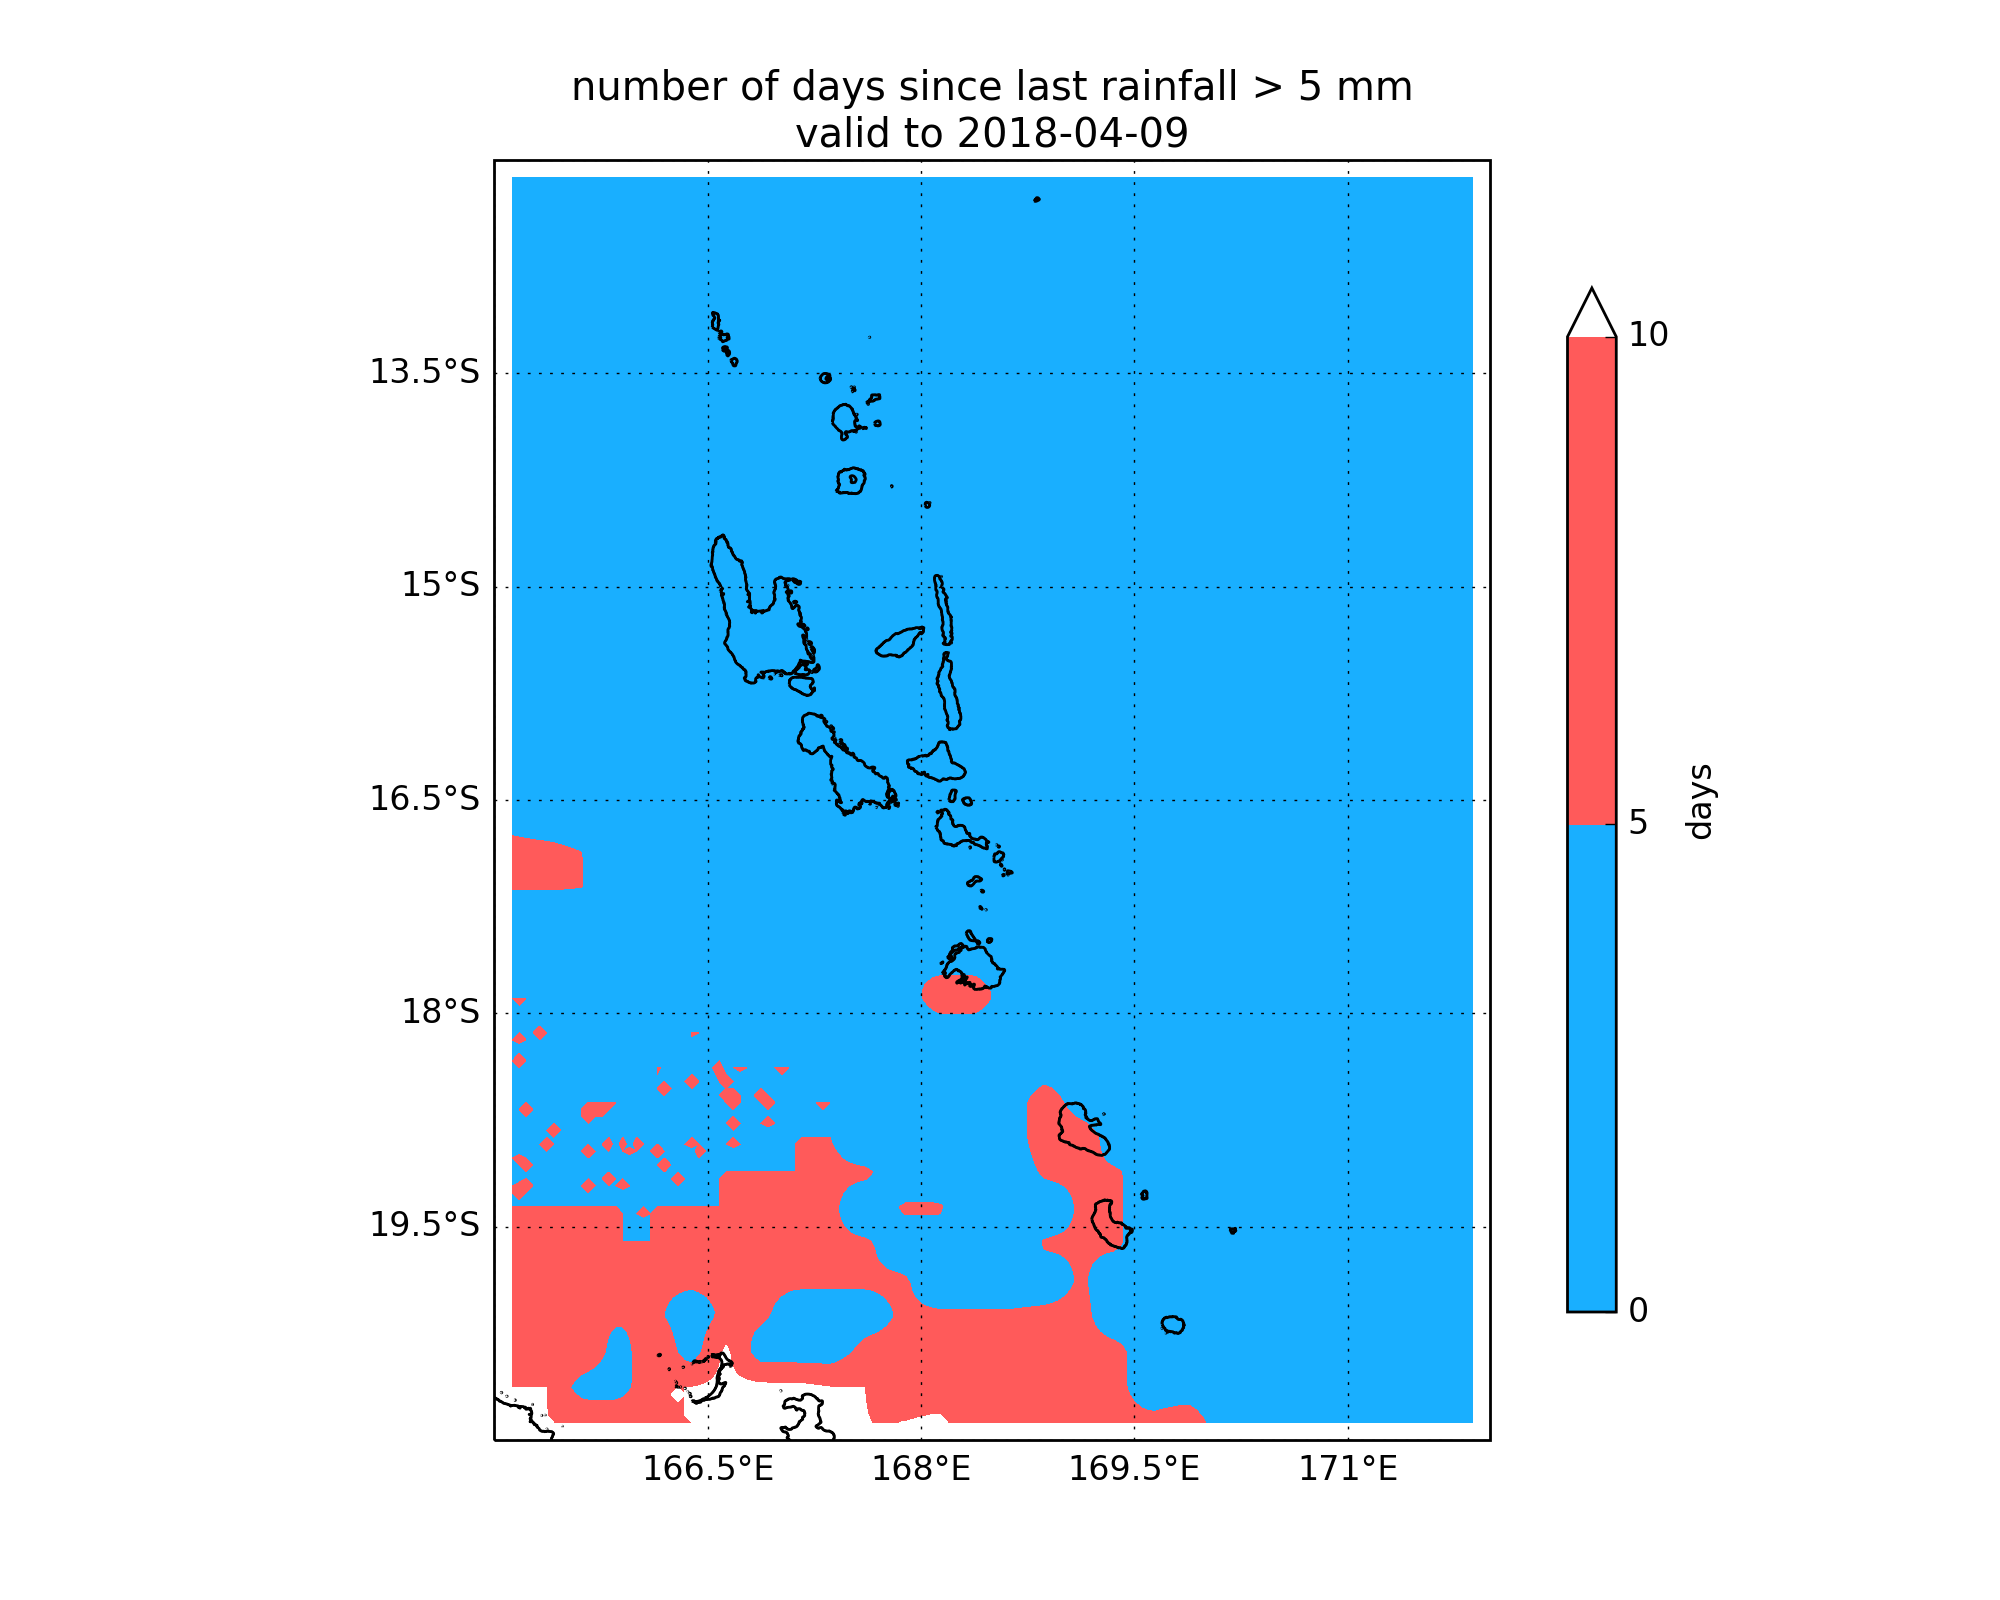 number of days since last rainfall > 5 mm
valid to 2018-04-09
13.5°S
15°S
16.5°S
18°S
19.5°S
166.5°E
168°E
169.5°E
171°E
10
5
0
days